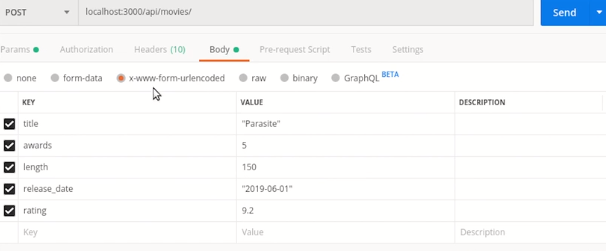 POST localhost:3000/api/movies/ Send
Params Authorization Headers (10) Body Pre-request Script Tests Settings
none form-data x-www-form-urlencoded raw binary GraphQL BETA
KEY VALUE DESCRIPTION
title "Parasite"
awards 5
length 150
release_date "2019-06-01"
rating 9.2
Key Value Description